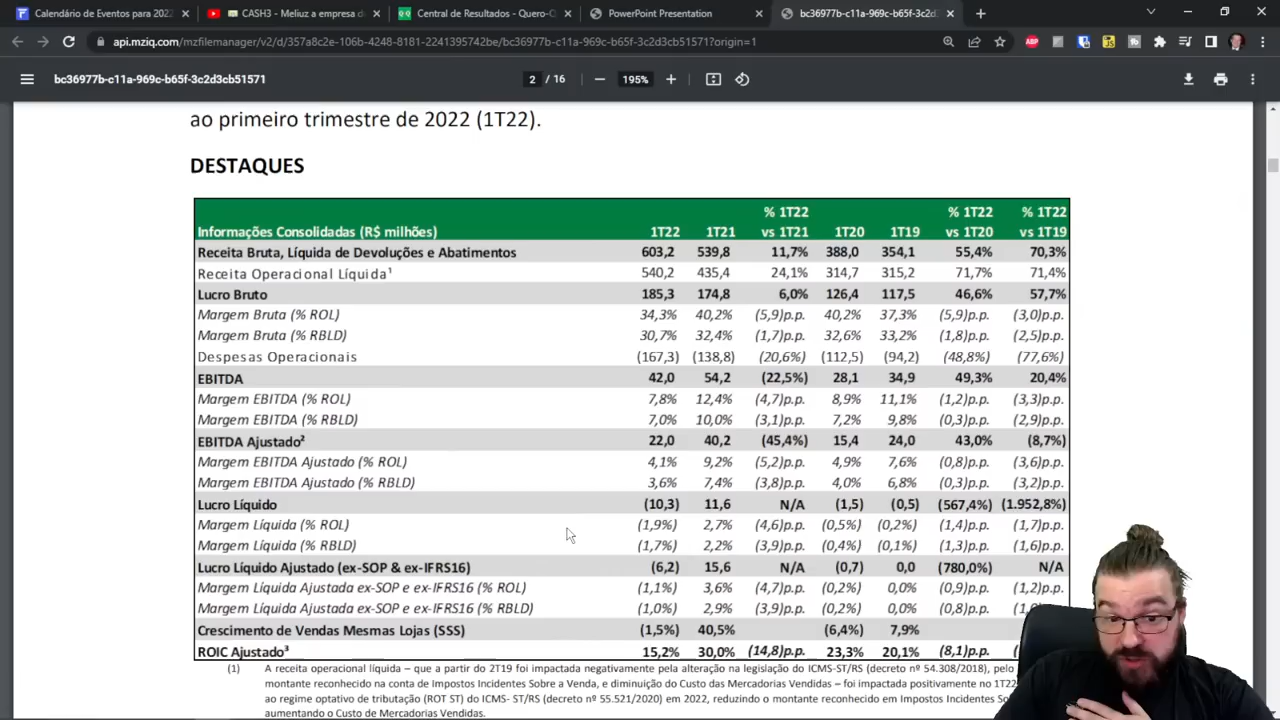 Calendário de Eventos para 2022
CASH3 - Meliuz a empresa d
Central de Resultados - Quero-Q
PowerPoint Presentation
bc36977b-c11a-969c-b65f-3c2d3cb
api.mziq.com/mzfilemanager/v2/d/357a8c2e-106b-4248-8181-2241395742be/bc36977b-c11a-969c-b65f-3c2d3cb51571?origin=1
bc36977b-c11a-969c-b65f-3c2d3cb51571
2 / 16
195%
ao primeiro trimestre de 2022 (1T22).
DESTAQUES
% 1T22 % 1T22 % 1T22
Informações Consolidadas (R$ milhões) 1T22 1T21 vs 1T21 1T20 1T19 vs 1T20 vs 1T19
Receita Bruta, Líquida de Devoluções e Abatimentos 603,2 539,8 11,7% 388,0 354,1 55,4% 70,3%
Receita Operacional Líquida¹ 540,2 435,4 24,1% 314,7 315,2 71,7% 71,4%
Lucro Bruto 185,3 174,8 6,0% 126,4 117,5 46,6% 57,7%
Margem Bruta (% ROL) 34,3% 40,2% (5,9)p.p. 40,2% 37,3% (5,9)p.p. (3,0)p.p.
Margem Bruta (% RBLD) 30,7% 32,4% (1,7)p.p. 32,6% 33,2% (1,8)p.p. (2,5)p.p.
Despesas Operacionais (167,3) (138,8) (20,6%) (112,5) (94,2) (48,8%) (77,6%)
EBITDA 42,0 54,2 (22,5%) 28,1 34,9 49,3% 20,4%
Margem EBITDA (% ROL) 7,8% 12,4% (4,7)p.p. 8,9% 11,1% (1,2)p.p. (3,3)p.p.
Margem EBITDA (% RBLD) 7,0% 10,0% (3,1)p.p. 7,2% 9,8% (0,3)p.p. (2,9)p.p.
EBITDA Ajustado² 22,0 40,2 (45,4%) 15,4 24,0 43,0% (8,7%)
Margem EBITDA Ajustado (% ROL) 4,1% 9,2% (5,2)p.p. 4,9% 7,6% (0,8)p.p. (3,6)p.p.
Margem EBITDA Ajustado (% RBLD) 3,6% 7,4% (3,8)p.p. 4,0% 6,8% (0,3)p.p. (3,2)p.p.
Lucro Líquido (10,3) 11,6 N/A (1,5) (0,5) (567,4%) (1.952,8%)
Margem Líquida (% ROL) (1,9%) 2,7% (4,6)p.p. (0,5%) (0,2%) (1,4)p.p. (1,7)p.p.
Margem Líquida (% RBLD) (1,7%) 2,2% (3,9)p.p. (0,4%) (0,1%) (1,3)p.p. (1,6)p.p.
Lucro Líquido Ajustado (ex-SOP & ex-IFRS16) (6,2) 15,6 N/A (0,7) 0,0 (780,0%) N/A
Margem Líquida Ajustada ex-SOP e ex-IFRS16 (% ROL) (1,1%) 3,6% (4,7)p.p. (0,2%) 0,0% (0,9)p.p. (1,2)p.p.
Margem Líquida Ajustada ex-SOP e ex-IFRS16 (% RBLD) (1,0%) 2,9% (3,9)p.p. (0,2%) 0,0% (0,8)p.p.
Crescimento de Vendas Mesmas Lojas (SSS) (1,5%) 40,5% (6,4%) 7,9%
ROIC Ajustado³ 15,2% 30,0% (14,8)p.p. 23,3% 20,1% (8,1)p.p.
(1) A receita operacional líquida – que a partir do 2T19 foi impactada negativamente pela alteração na legislação do ICMS-ST/RS (decreto nº 54.308/2018), pelo
montante reconhecido na conta de Impostos Incidentes Sobre a Venda, e diminuição do Custo das Mercadorias Vendidas – foi impactada positivamente no 1T22
ao regime optativo de tributação (ROT ST) do ICMS- ST/RS (decreto nº 55.521/2020) em 2022, reduzindo o montante reconhecido em Impostos Incidentes
aumentando o Custo de Mercadorias Vendidas.